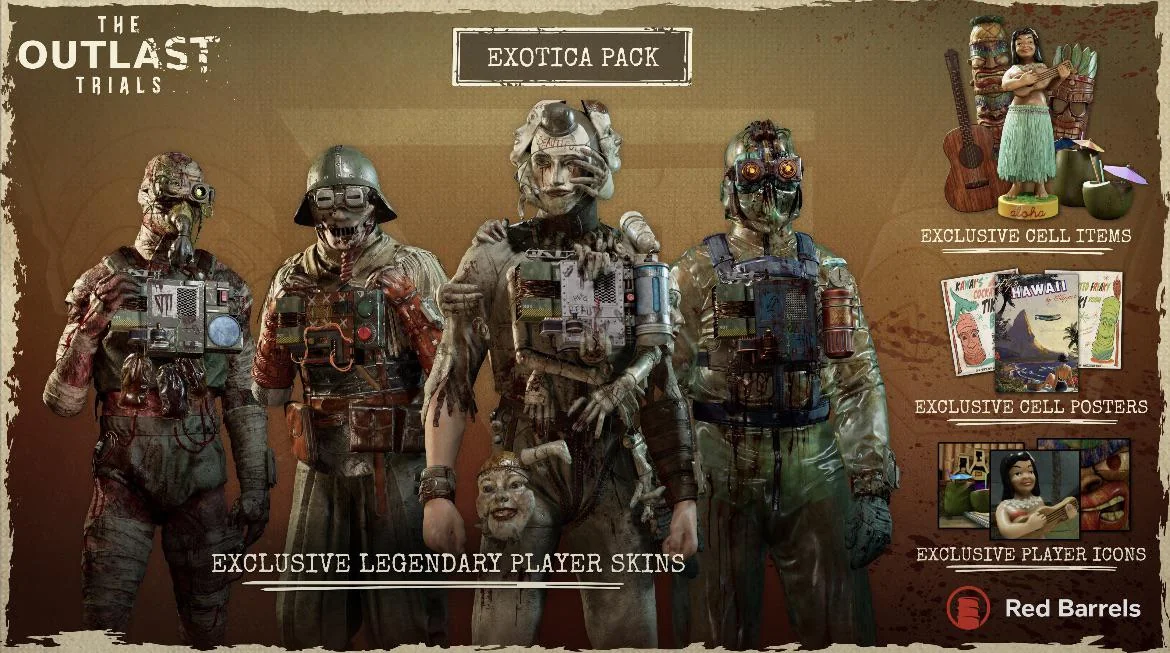 THE
OUTLAST
TRIALS
EXOTICA PACK
aloha
EXCLUSIVE CELL ITEMS
HAWAII
EXCLUSIVE CELL POSTERS
EXCLUSIVE PLAYER ICONS
EXCLUSIVE LEGENDARY PLAYER SKINS
Red Barrels